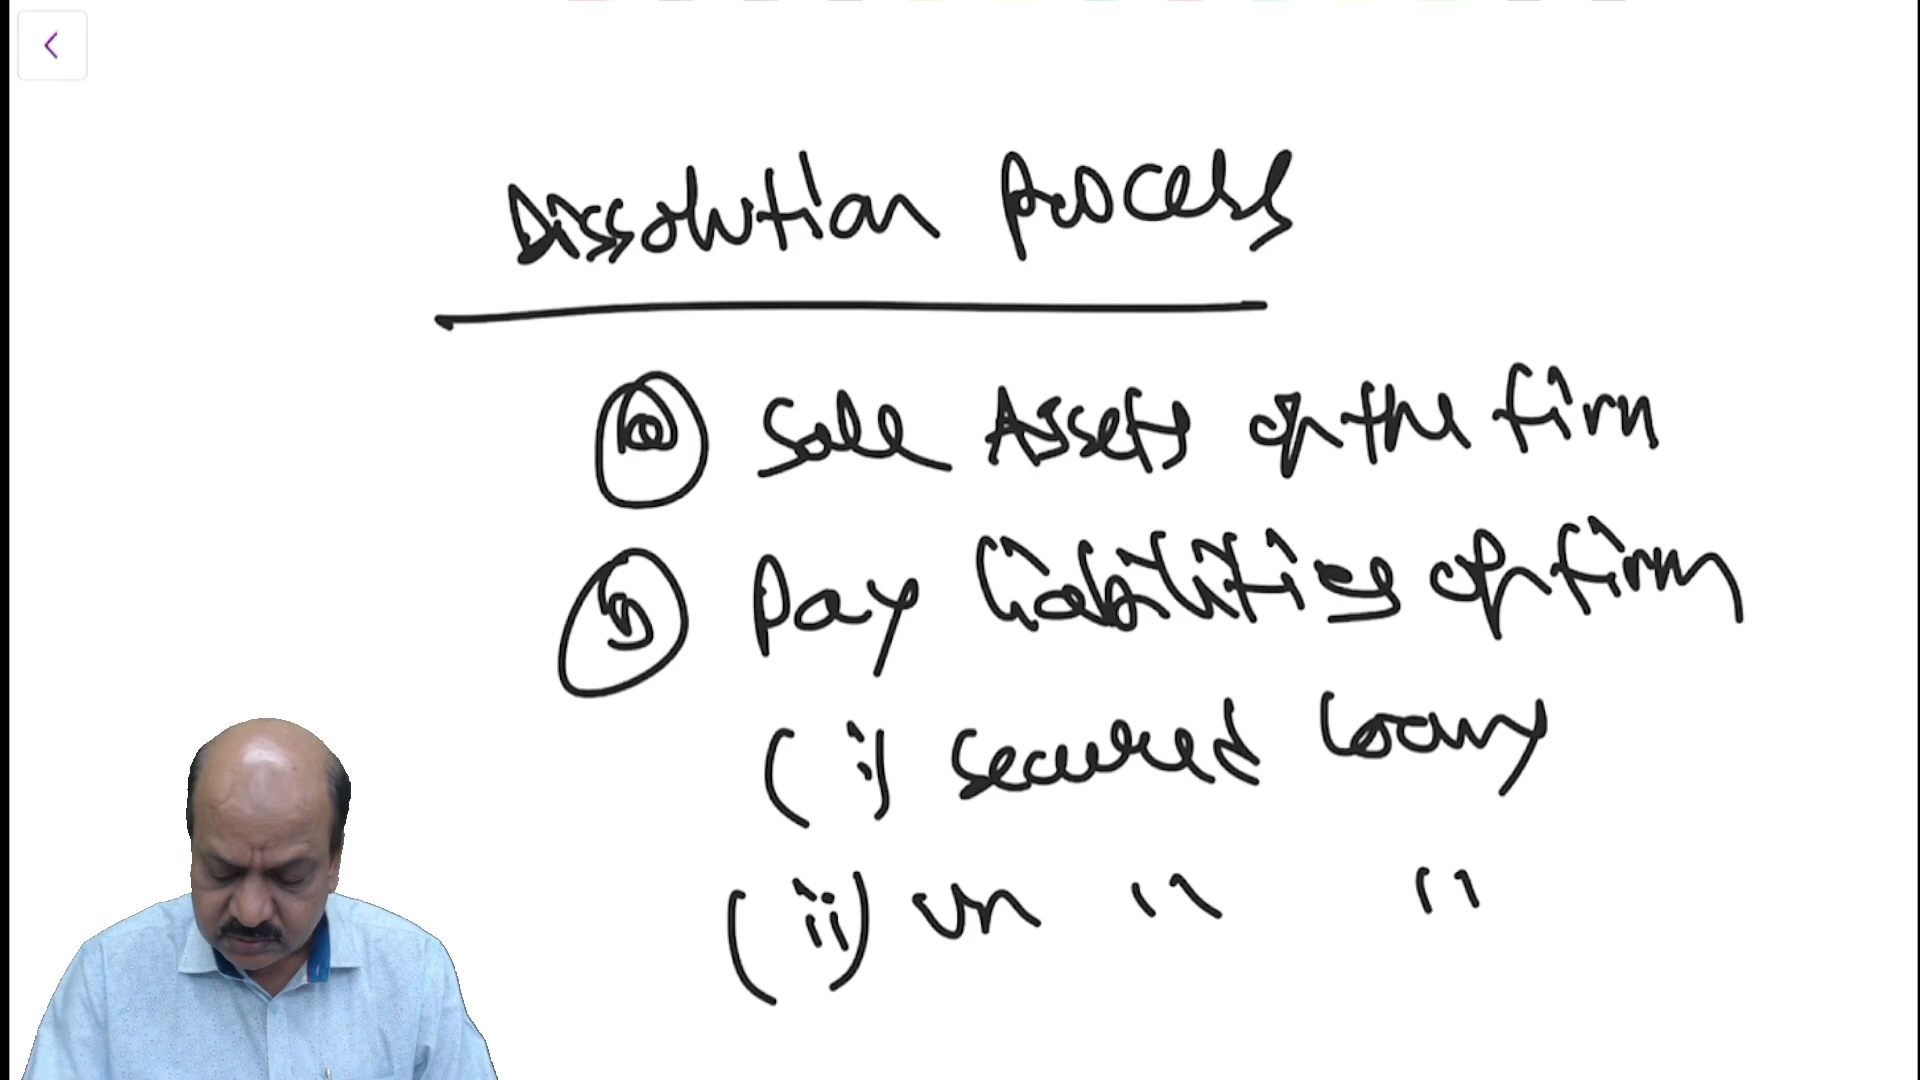 Dissolution process
(a) Sale Assets of the firm
(b) Pay liabilities of firm
(i) secured loans
(ii) un " "